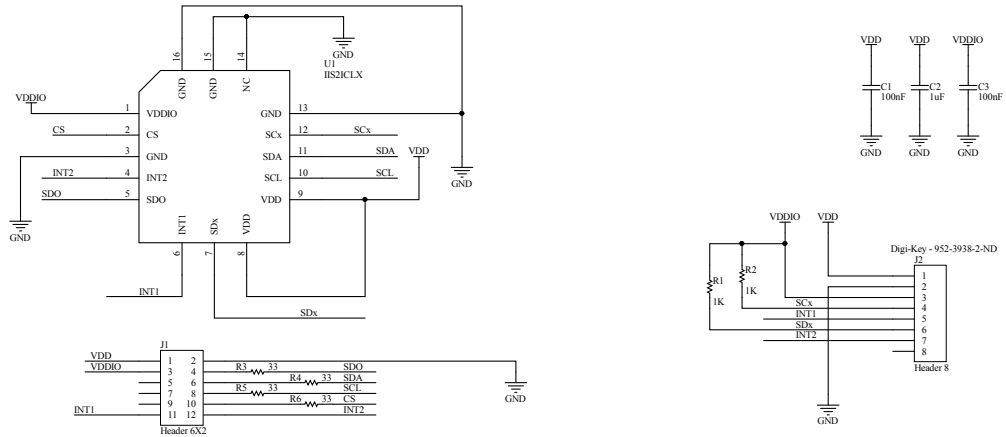 16
15
14
GND
GND
NC
GND
U1
IIS2ICLX
VDDIO
1
VDDIO
GND
13
CS
2
CS
SCx
12
SCx
3
GND
SDA
11
SDA
VDD
INT2
4
INT2
SCL
10
SCL
SDO
5
SDO
VDD
9
GND
GND
INT1
SDx
VDD
6
7
8
INT1
SDx
VDD
VDD
VDDIO
C1
100nF
C2
1uF
C3
100nF
GND
GND
GND
J1
VDD
1
2
VDDIO
3
4
R3
33
SDO
5
6
R4
33
SDA
7
8
R5
33
SCL
9
10
R6
33
CS
INT1
11
12
INT2
Header 6X2
GND
VDDIO
VDD
Digi-Key - 952-3938-2-ND
J2
R1
1K
R2
1K
1
2
3
SCx
4
INT1
5
SDx
6
INT2
7
8
Header 8
GND